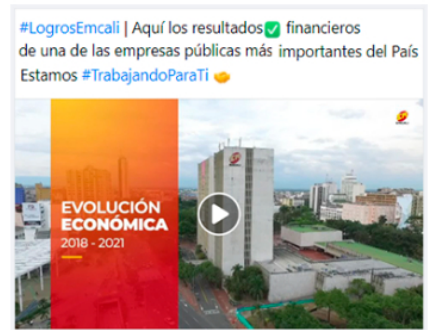 #LogrosEmcali | Aquí los resultados✅ financieros
de una de las empresas públicas más importantes del País
Estamos #TrabajandoParaTi 🤝
EVOLUCIÓN
ECONÓMICA
2018 - 2021